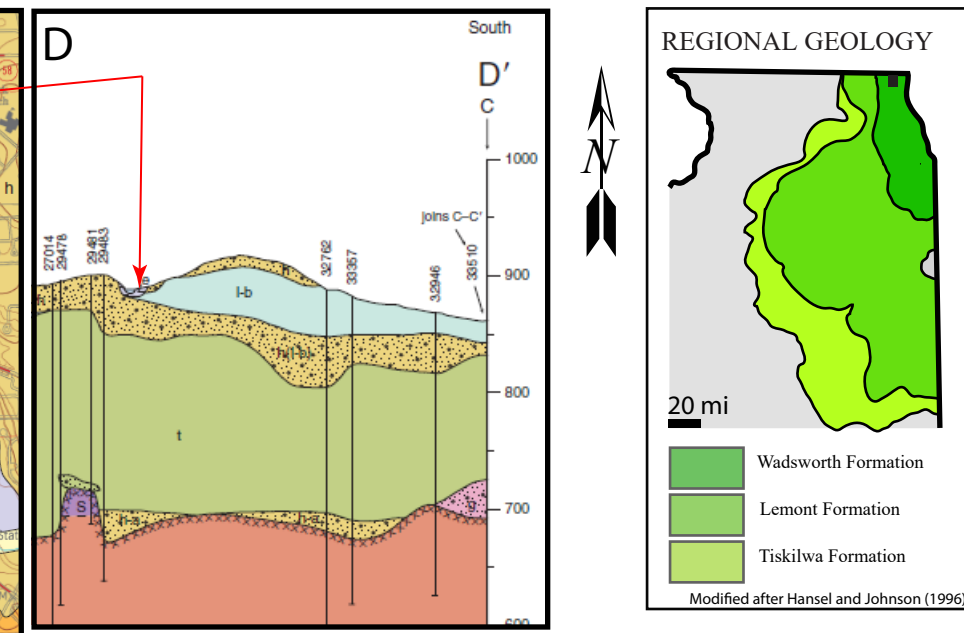 58
h
D
South
D′
C
1000
joins C–C′
27014
29478
29481
29483
32762
33357
32946
33510
900
h
l-b
h
800
t
S
g
700
600
N
REGIONAL GEOLOGY
20 mi
Wadsworth Formation
Lemont Formation
Tiskilwa Formation
Modified after Hansel and Johnson (1996)